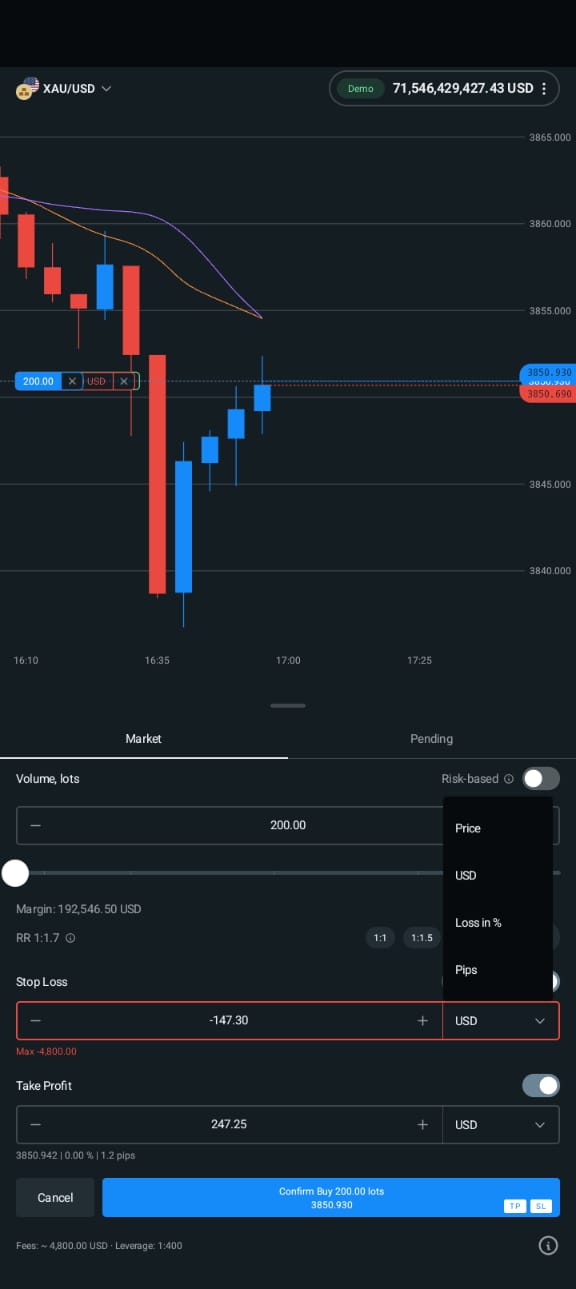 XAU/USD
Demo 71,546,429,427.43 USD
3865.000
3860.000
3855.000
3850.930
200.00 USD
3850.930
3850.690
3845.000
3840.000
16:10 16:35 17:00 17:25
Market Pending
Volume, lots Risk-based
200.00
Price
USD
Margin: 192,546.50 USD
Loss in %
RR 1:1.7 1:1 1:1.5
Pips
Stop Loss
-147.30 USD
Max -4,800.00
Take Profit
247.25 USD
3850.942 | 0.00 % | 1.2 pips
Cancel
Confirm Buy 200.00 lots
3850.930
TP SL
Fees: ~ 4,800.00 USD · Leverage: 1:400